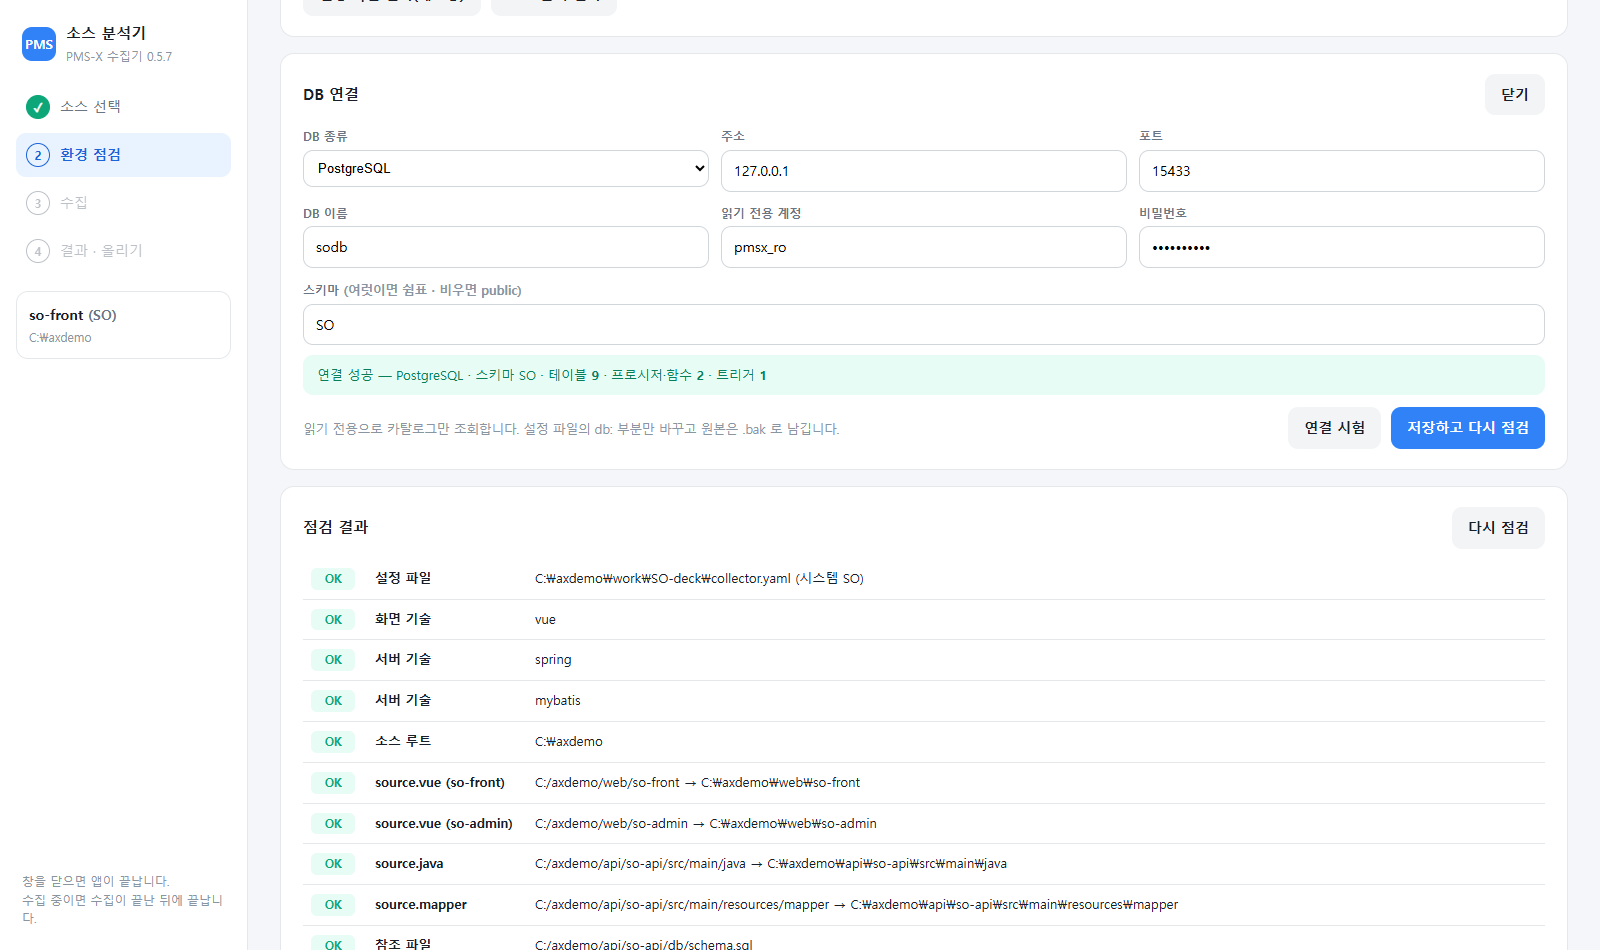 PMS
소스 분석기
PMS-X 수집기 0.5.7
소스 선택
2 환경 점검
3 수집
4 결과 · 올리기
so-front (SO)
C:₩axdemo
창을 닫으면 앱이 끝납니다.
수집 중이면 수집이 끝난 뒤에 끝납니
다.
DB 연결
닫기
DB 종류
주소
포트
PostgreSQL
127.0.0.1
15433
DB 이름
읽기 전용 계정
비밀번호
sodb
pmsx_ro
••••••••••
스키마 (여럿이면 쉼표 · 비우면 public)
SO
연결 성공 — PostgreSQL · 스키마 SO · 테이블 9 · 프로시저·함수 2 · 트리거 1
읽기 전용으로 카탈로그만 조회합니다. 설정 파일의 db: 부분만 바꾸고 원본은 .bak 로 남깁니다.
연결 시험
저장하고 다시 점검
점검 결과
다시 점검
OK 설정 파일 C:₩axdemo₩work₩SO-deck₩collector.yaml (시스템 SO)
OK 화면 기술 vue
OK 서버 기술 spring
OK 서버 기술 mybatis
OK 소스 루트 C:₩axdemo
OK source.vue (so-front) C:/axdemo/web/so-front → C:₩axdemo₩web₩so-front
OK source.vue (so-admin) C:/axdemo/web/so-admin → C:₩axdemo₩web₩so-admin
OK source.java C:/axdemo/api/so-api/src/main/java → C:₩axdemo₩api₩so-api₩src₩main₩java
OK source.mapper C:/axdemo/api/so-api/src/main/resources/mapper → C:₩axdemo₩api₩so-api₩src₩main₩resources₩mapper
OK 참조 파일 C:/axdemo/api/so-api/db/schema.sql